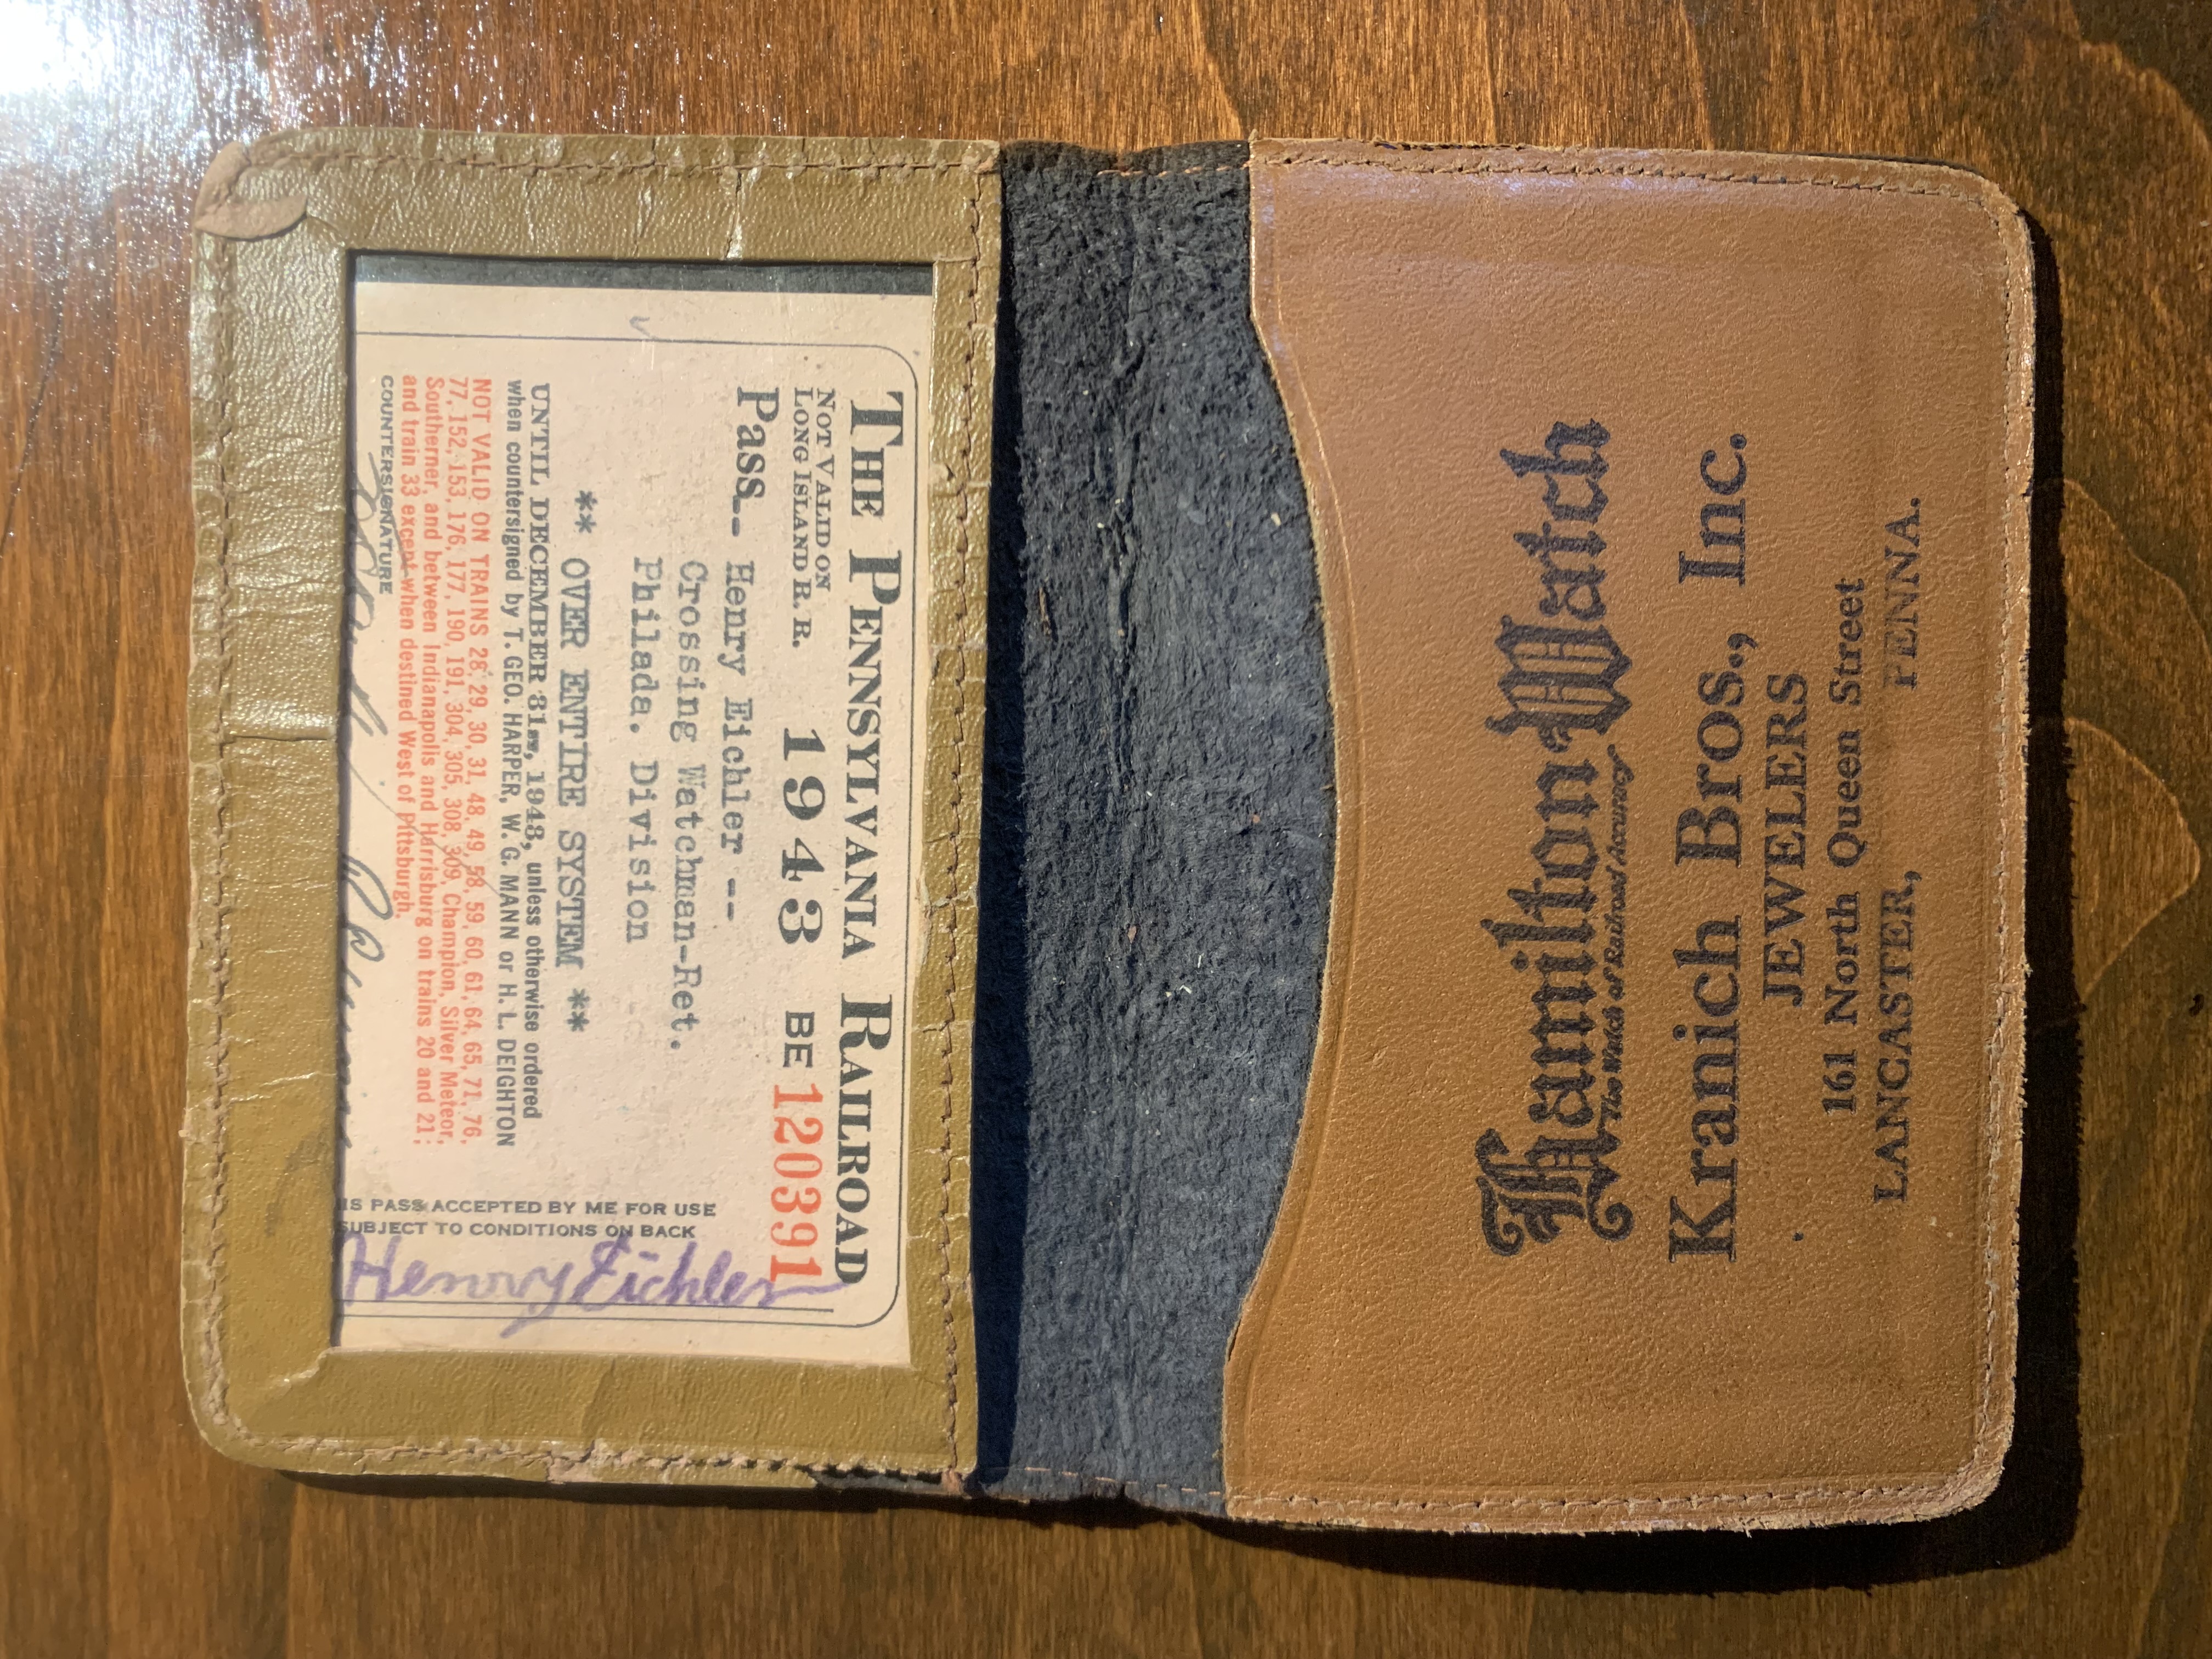 THE PENNSYLVANIA RAILROAD
NOT VALID ON
LONG ISLAND R. R.
1943 BE 120391
Pass-- Henry Eichler --
Crossing Watchman-Ret.
Philada. Division
** OVER ENTIRE SYSTEM **
UNTIL DECEMBER 31ST, 1943, unless otherwise ordered
when countersigned by T. GEO. HARPER, W. G. MANN or H. L. DEIGHTON
NOT VALID ON TRAINS 28, 29, 30, 31, 48, 49, 58, 59, 60, 61, 64, 65, 71, 76,
77, 152, 153, 176, 177, 190, 191, 304, 305, 308, 309, Champion, Silver Meteor,
Southerner, and between Indianapolis and Harrisburg on trains 20 and 21;
and train 33 except when destined West of Pittsburgh.
COUNTERSIGNATURE
IS PASS ACCEPTED BY ME FOR USE
SUBJECT TO CONDITIONS ON BACK
Henry Eichler
Hamilton Watch
The Watch of Railroad Accuracy
Kranich Bros., Inc.
JEWELERS
161 North Queen Street
LANCASTER, PENNA.